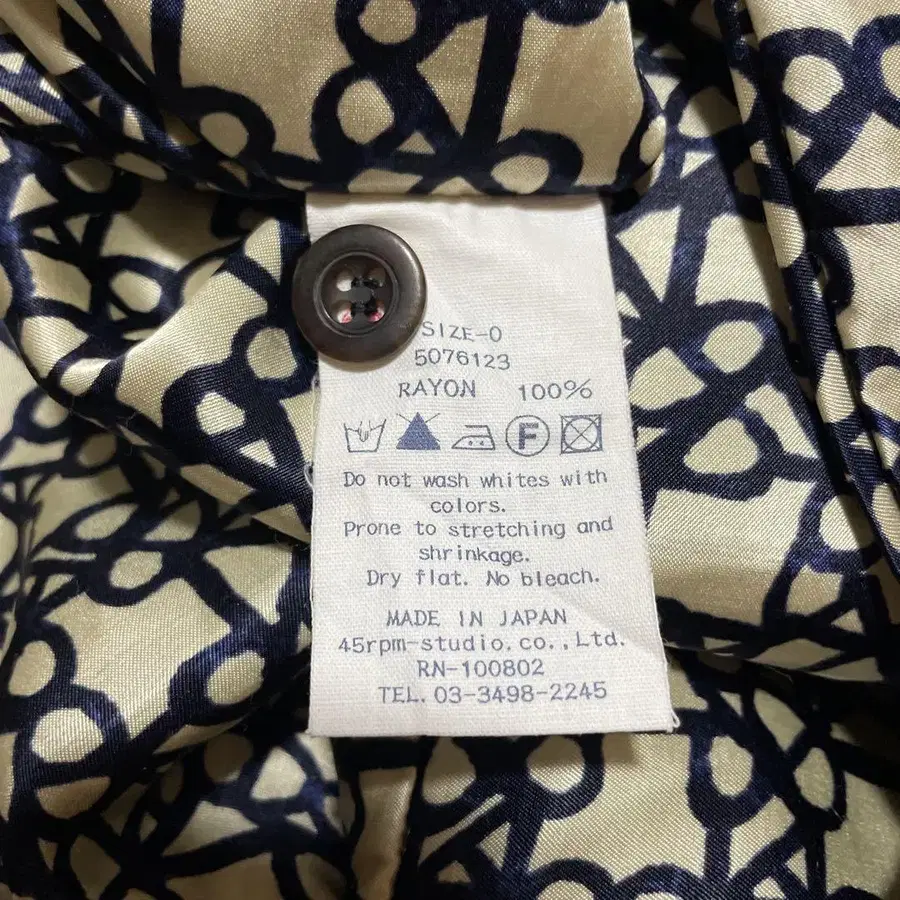 SIZE-0
5076123
RAYON 100%
F
Do not wash whites with
colors.
Prone to stretching and
shrinkage.
Dry flat. No bleach.
MADE IN JAPAN
45rpm-studio.co.,Ltd.
RN-100802
TEL. 03-3498-2245